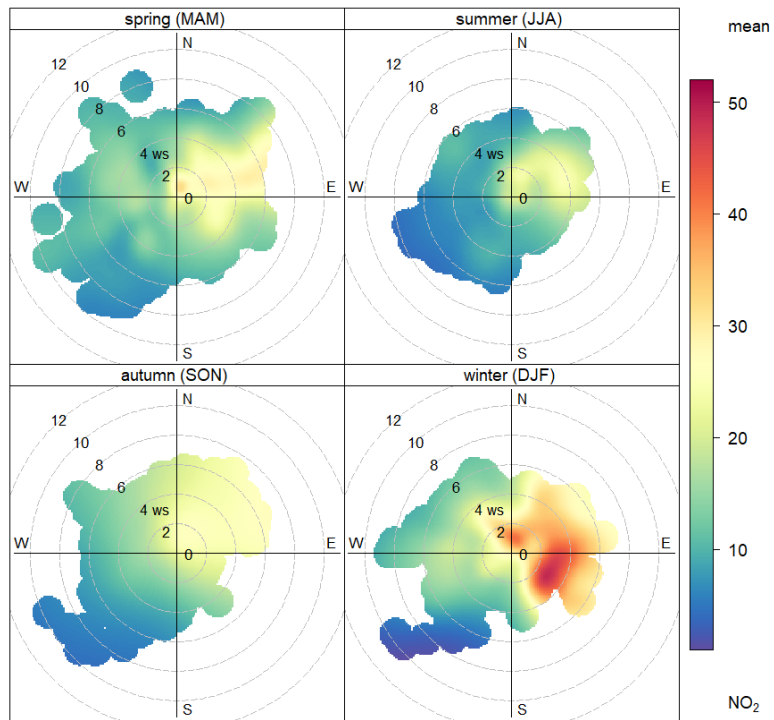 spring (MAM)
N
12
10
8
6
4 ws
2
0
W
E
S
summer (JJA)
N
12
10
8
6
4 ws
2
0
W
E
S
autumn (SON)
N
12
10
8
6
4 ws
2
0
W
E
S
winter (DJF)
N
12
10
8
6
4 ws
2
0
W
E
S
mean
50
40
30
20
10
NO₂